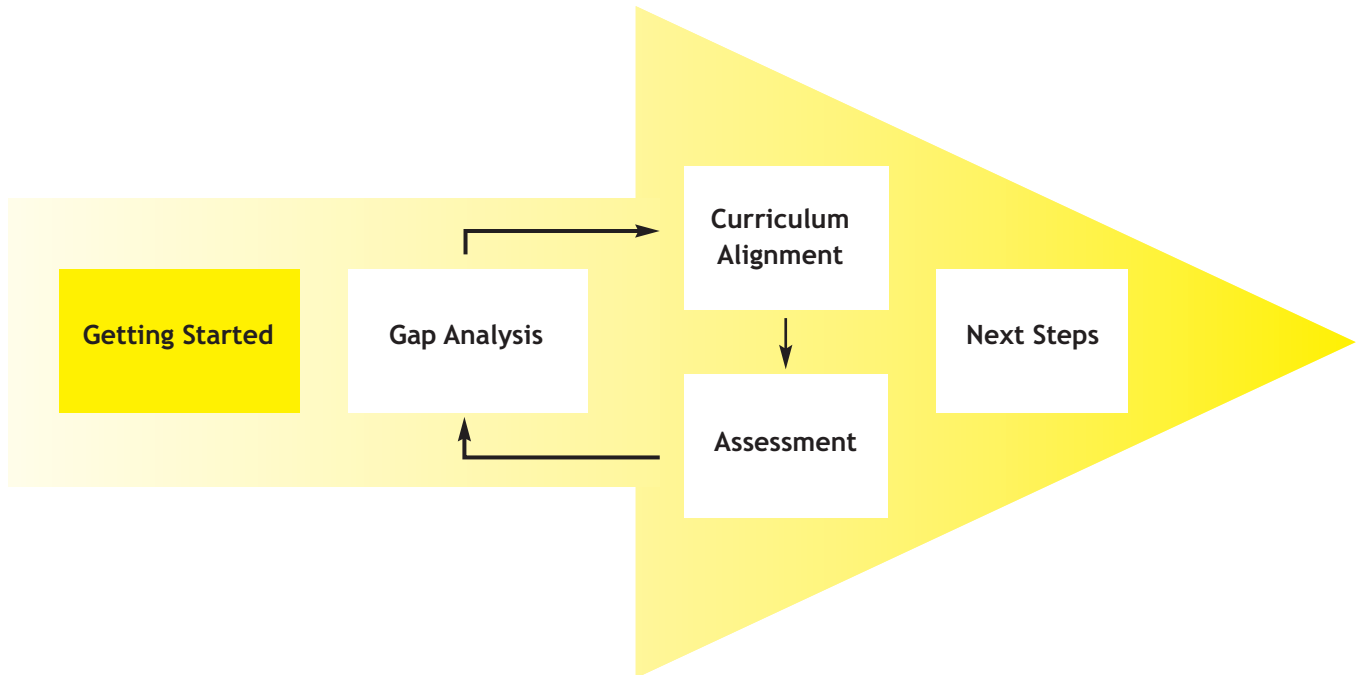 Getting Started
Gap Analysis
Curriculum
Alignment
Assessment
Next Steps